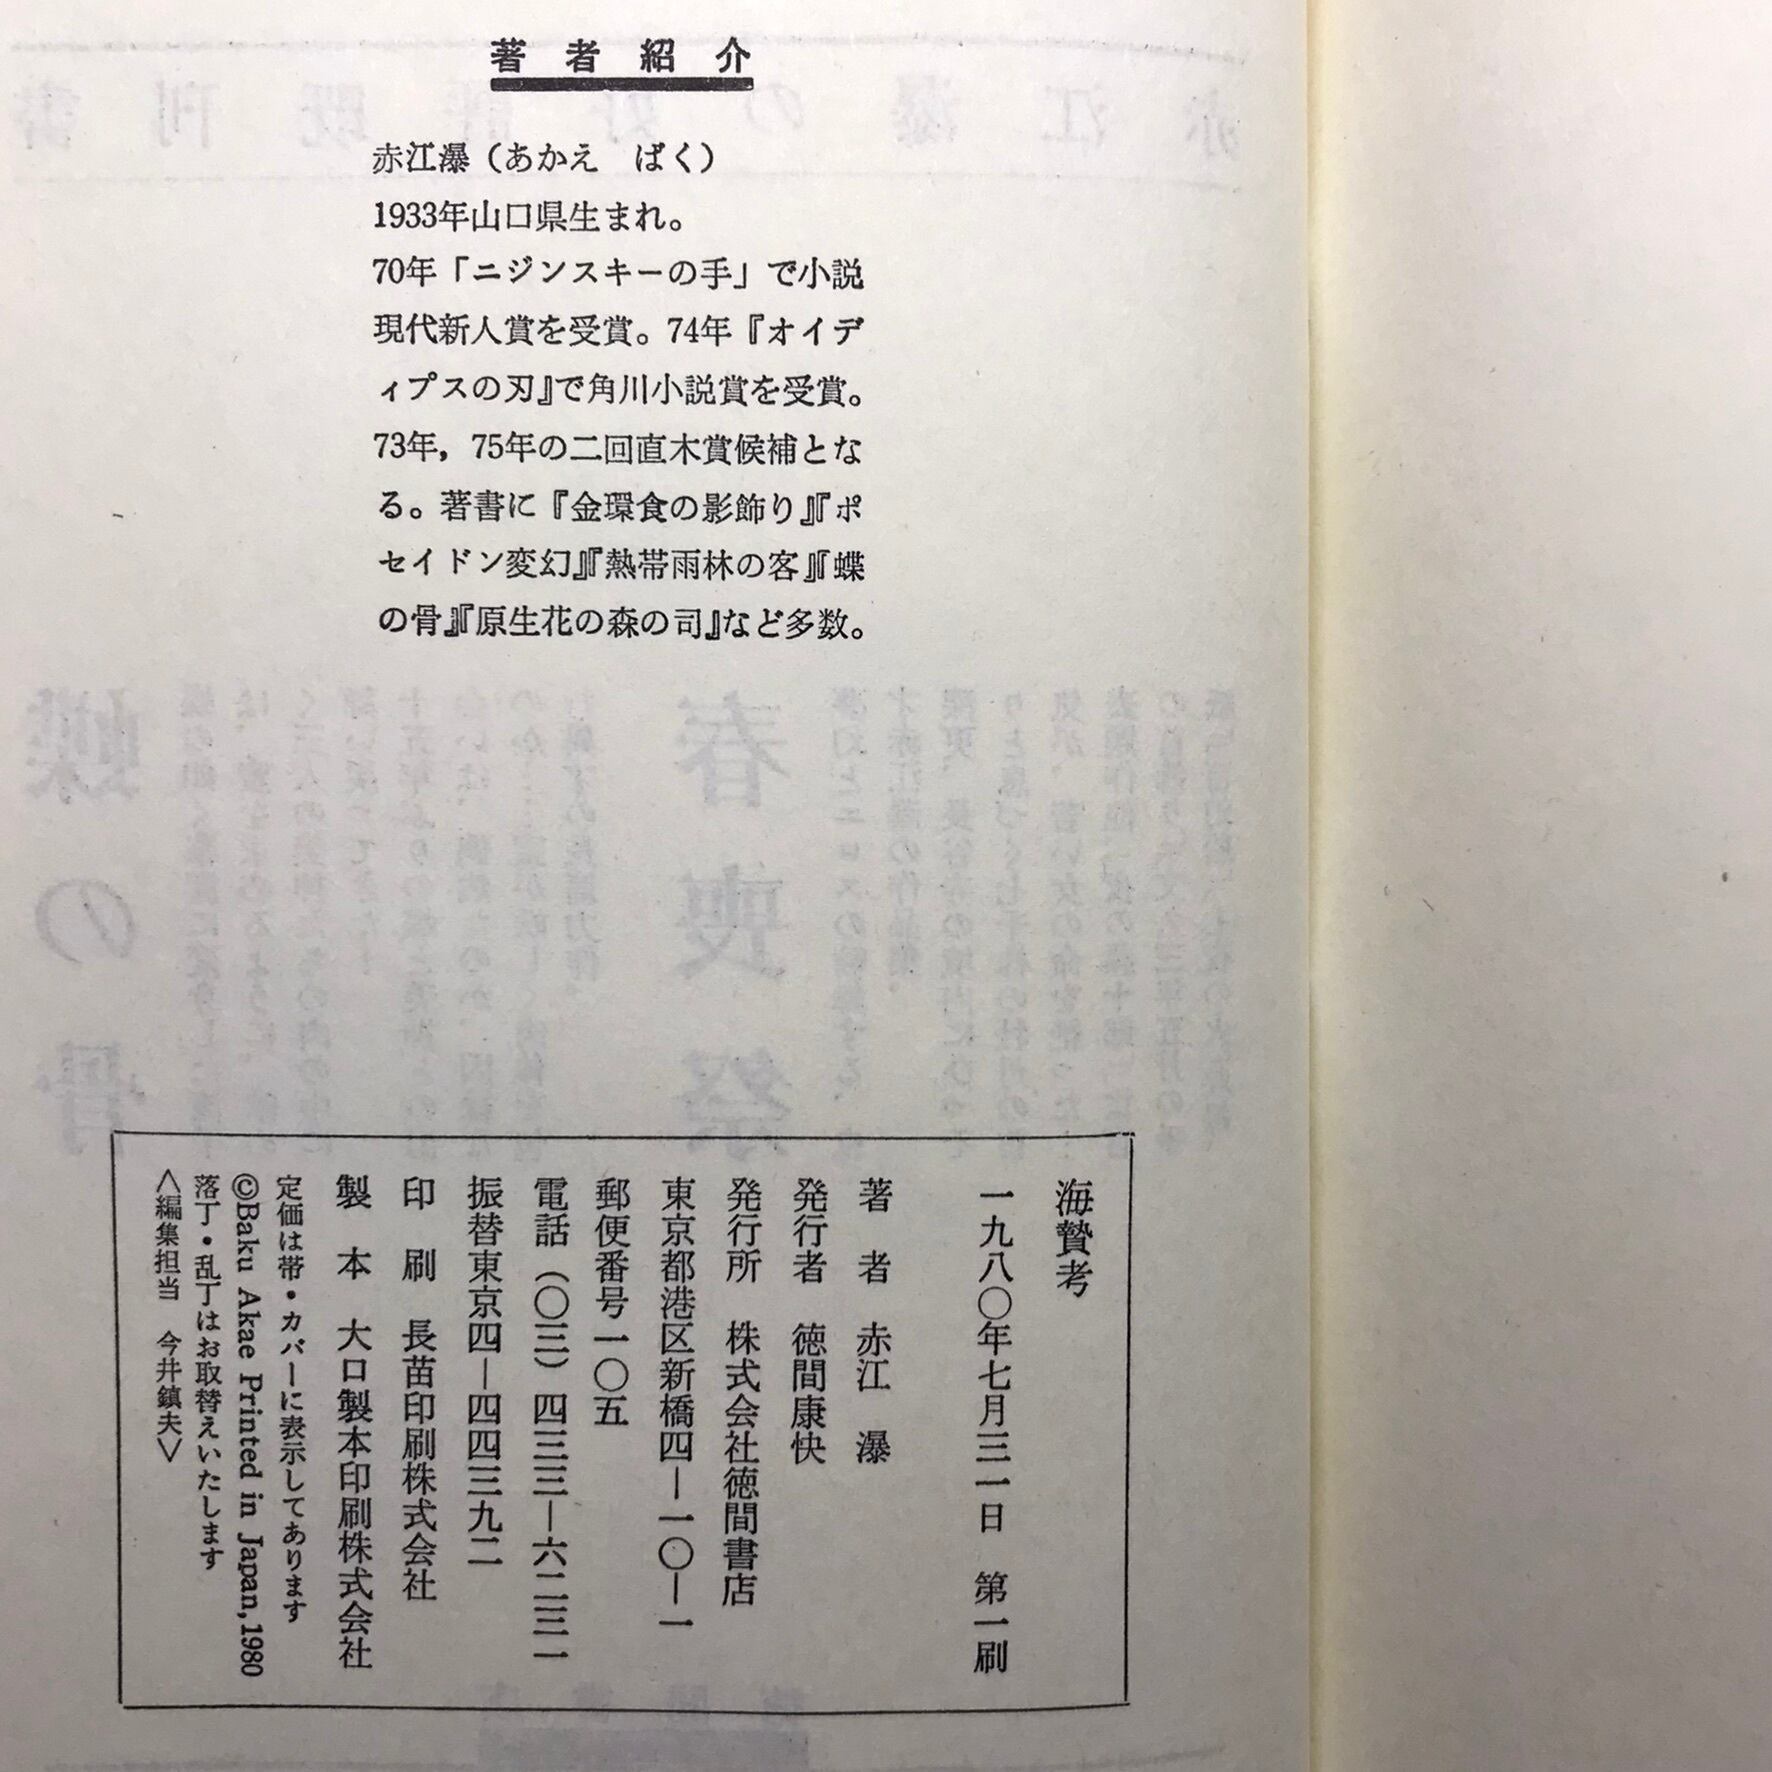 著者紹介
赤江瀑（あかえ　ばく）
1933年山口県生まれ。
70年「ニジンスキーの手」で小説
現代新人賞を受賞。74年『オイデ
ィプスの刃』で角川小説賞を受賞。
73年，75年の二回直木賞候補とな
る。著書に『金環食の影飾り』『ポ
セイドン変幻』『熱帯雨林の客』『蝶
の骨』『原生花の森の司』など多数。
海贄考
一九八〇年七月三一日　第一刷
著者　赤江　瀑
発行者　徳間康快
発行所　株式会社徳間書店
東京都港区新橋四―一〇―一
郵便番号一〇五
電話（〇三）四三三―六二三一
振替東京四―四四三九二
印刷　長苗印刷株式会社
製本　大口製本印刷株式会社
定価は帯・カバーに表示してあります
©Baku Akae Printed in Japan, 1980
落丁・乱丁はお取替えいたします
〈編集担当　今井鎮夫〉